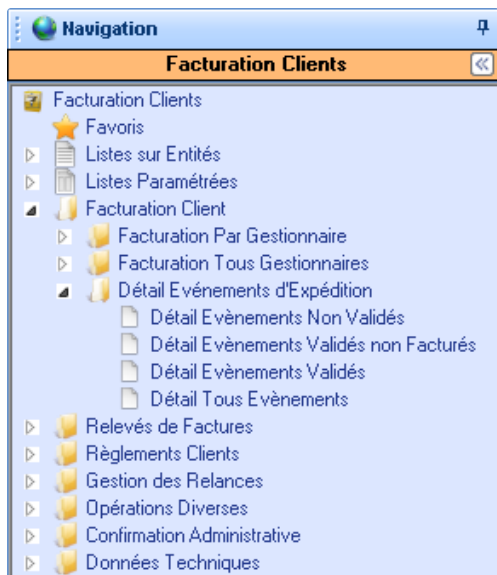 Navigation
Facturation Clients
Facturation Clients
Favoris
Listes sur Entités
Listes Paramétrées
Facturation Client
Facturation Par Gestionnaire
Facturation Tous Gestionnaires
Détail Evénements d'Expédition
Détail Evènements Non Validés
Détail Evènements Validés non Facturés
Détail Evènements Validés
Détail Tous Evènements
Relevés de Factures
Règlements Clients
Gestion des Relances
Opérations Diverses
Confirmation Administrative
Données Techniques